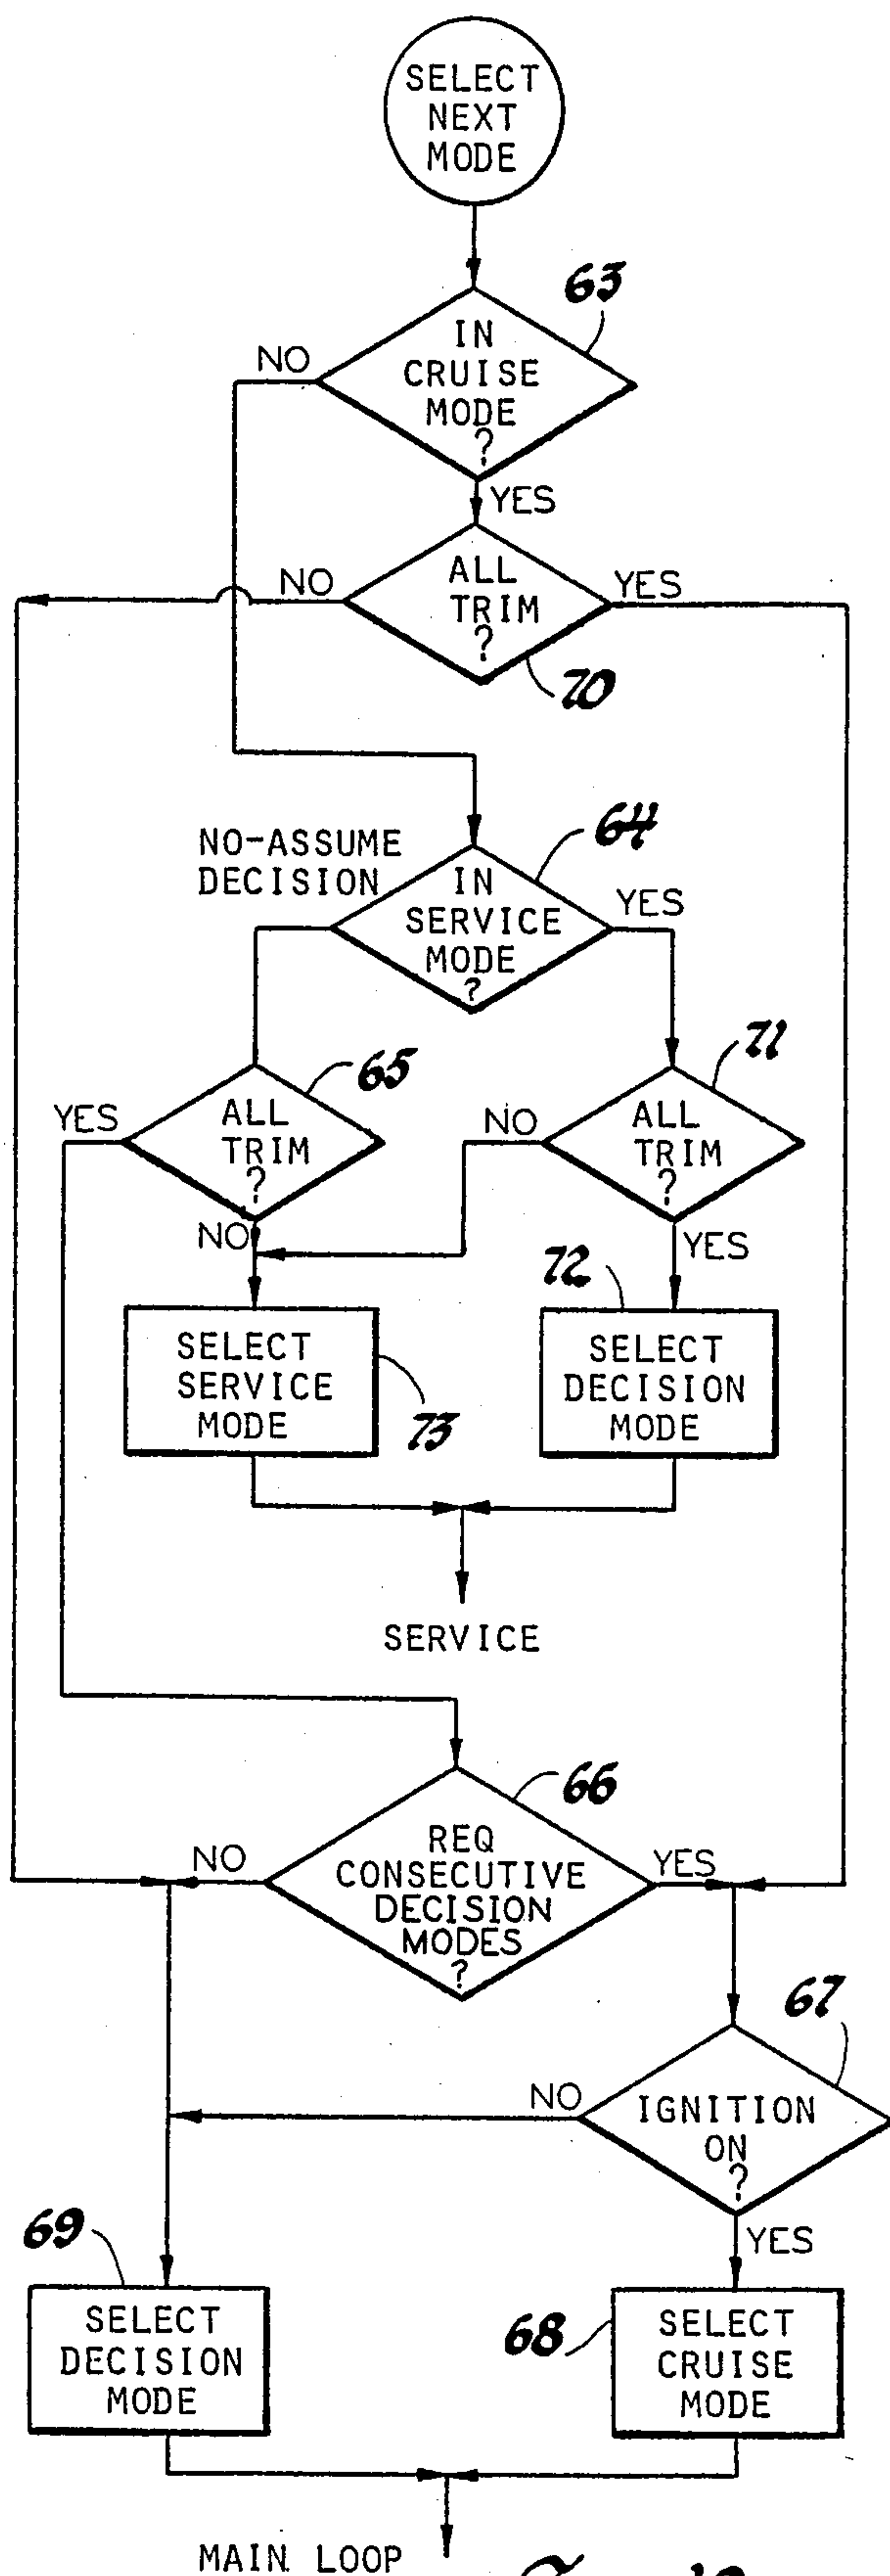 SELECT
NEXT
MODE
63
IN
CRUISE
MODE
?
NO
YES
ALL
TRIM
?
NO
YES
70
64
NO-ASSUME
DECISION
IN
SERVICE
MODE
?
YES
71
65
YES
ALL
TRIM
?
NO
ALL
TRIM
?
NO
YES
72
SELECT
SERVICE
MODE
73
SELECT
DECISION
MODE
SERVICE
66
REQ
CONSECUTIVE
DECISION
MODES
?
NO
YES
67
IGNITION
ON
?
NO
YES
69
SELECT
DECISION
MODE
68
SELECT
CRUISE
MODE
MAIN LOOP